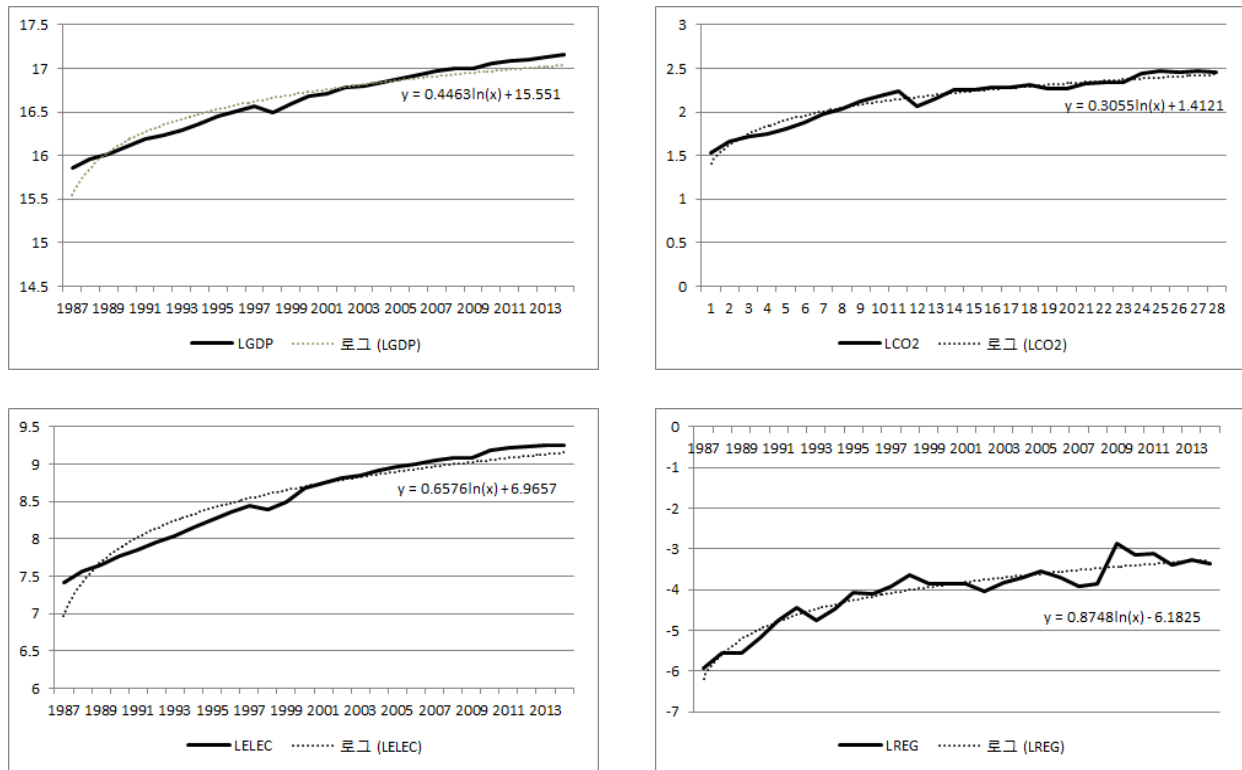 17.5
17
16.5
16
15.5
15
14.5
y = 0.4463ln(x) + 15.551
1987 1989 1991 1993 1995 1997 1999 2001 2003 2005 2007 2009 2011 2013
LGDP 로그 (LGDP)
3
2.5
2
1.5
1
0.5
0
y = 0.3055ln(x) + 1.4121
1 2 3 4 5 6 7 8 9 10 11 12 13 14 15 16 17 18 19 20 21 22 23 24 25 26 27 28
LCO2 로그 (LCO2)
9.5
9
8.5
8
7.5
7
6.5
6
y = 0.6576ln(x) + 6.9657
1987 1989 1991 1993 1995 1997 1999 2001 2003 2005 2007 2009 2011 2013
LELEC 로그 (LELEC)
0
-1
-2
-3
-4
-5
-6
-7
1987 1989 1991 1993 1995 1997 1999 2001 2003 2005 2007 2009 2011 2013
y = 0.8748ln(x) - 6.1825
LREG 로그 (LREG)